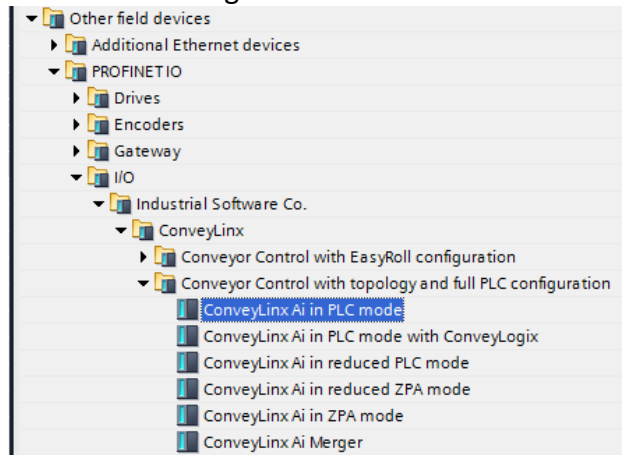 Other field devices
Additional Ethernet devices
PROFINET IO
Drives
Encoders
Gateway
I/O
Industrial Software Co.
ConveyLinx
Conveyor Control with EasyRoll configuration
Conveyor Control with topology and full PLC configuration
ConveyLinx Ai in PLC mode
ConveyLinx Ai in PLC mode with ConveyLogix
ConveyLinx Ai in reduced PLC mode
ConveyLinx Ai in reduced ZPA mode
ConveyLinx Ai in ZPA mode
ConveyLinx Ai Merger